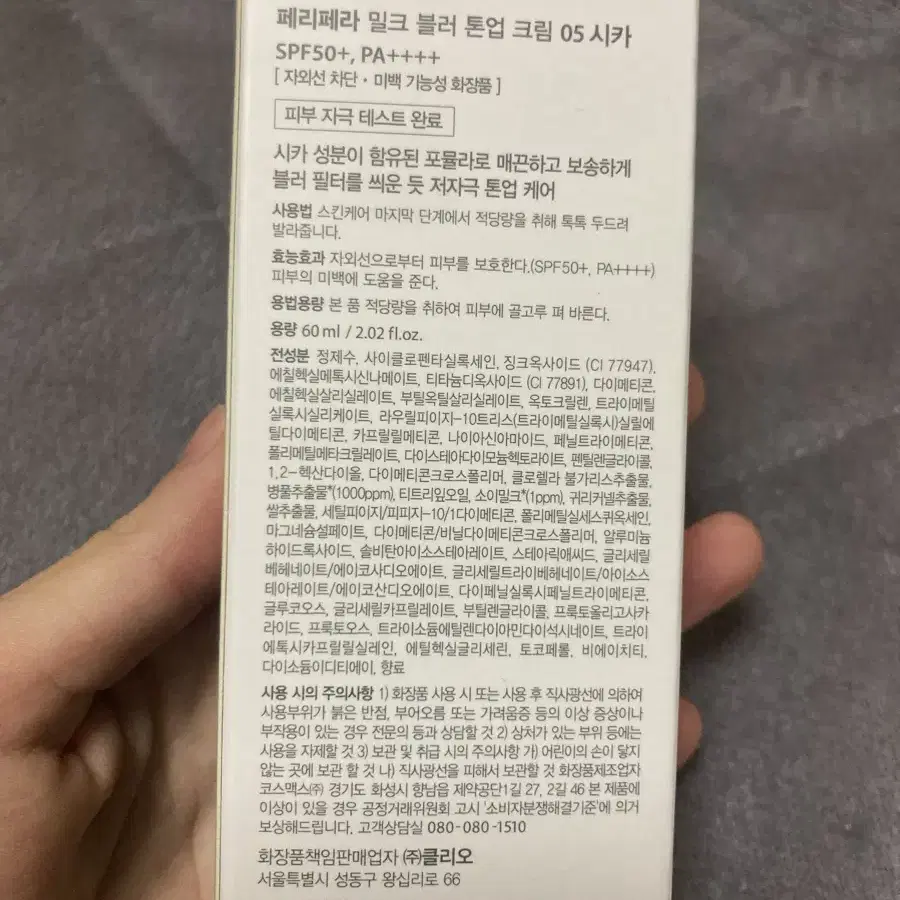 페리페라 밀크 블러 톤업 크림 05 시카
SPF50+, PA++++
[ 자외선 차단 · 미백 기능성 화장품 ]
피부 자극 테스트 완료
시카 성분이 함유된 포뮬라로 매끈하고 보송하게
블러 필터를 씌운 듯 저자극 톤업 케어
사용법 스킨케어 마지막 단계에서 적당량을 취해 톡톡 두드려
발라줍니다.
효능효과 자외선으로부터 피부를 보호한다.(SPF50+, PA++++)
피부의 미백에 도움을 준다.
용법용량 본 품 적당량을 취하여 피부에 골고루 펴 바른다.
용량 60 ml / 2.02 fl.oz.
전성분 정제수, 사이클로펜타실록세인, 징크옥사이드 (CI 77947),
에칠헥실메톡시신나메이트, 티타늄디옥사이드 (CI 77891), 다이메티콘,
에칠헥실살리실레이트, 부틸옥틸살리실레이트, 옥토크릴렌, 트라이메틸
실록시실리케이트, 라우릴피이지-10트리스(트라이메틸실록시)실릴에
틸다이메티콘, 카프릴릴메티콘, 나이아신아마이드, 페닐트라이메티콘,
폴리메틸메타크릴레이트, 다이스테아다이모늄헥토라이트, 펜틸렌글라이콜,
1,2-헥산다이올, 다이메티콘크로스폴리머, 클로렐라 불가리스추출물,
병풀추출물*(1000ppm), 티트리잎오일, 소이밀크*(1ppm), 귀리커넬추출물,
쌀추출물, 세틸피이지/피피지-10/1다이메티콘, 폴리메틸실세스퀴옥세인,
마그네슘설페이트, 다이메티콘/비닐다이메티콘크로스폴리머, 알루미늄
하이드록사이드, 솔비탄아이소스테아레이트, 스테아릭애씨드, 글리세릴
베헤네이트/에이코사디오에이트, 글리세릴트라이베헤네이트/아이소스
테아레이트/에이코산디오에이트, 다이페닐실록시페닐트라이메티콘,
글루코오스, 글리세릴카프릴레이트, 부틸렌글라이콜, 프룩토올리고사카
라이드, 프룩토오스, 트라이소듐에틸렌다이아민다이석시네이트, 트라이
에톡시카프릴릴실레인, 에틸헥실글리세린, 토코페롤, 비에이치티,
다이소듐이디티에이, 향료
사용 시의 주의사항 1) 화장품 사용 시 또는 사용 후 직사광선에 의하여
사용부위가 붉은 반점, 부어오름 또는 가려움증 등의 이상 증상이나
부작용이 있는 경우 전문의 등과 상담할 것 2) 상처가 있는 부위 등에는
사용을 자제할 것 3) 보관 및 취급 시의 주의사항 가) 어린이의 손이 닿지
않는 곳에 보관 할 것 나) 직사광선을 피해서 보관할 것 화장품제조업자
코스맥스㈜ 경기도 화성시 향남읍 제약공단1길 27, 2길 46 본 제품에
이상이 있을 경우 공정거래위원회 고시 '소비자분쟁해결기준'에 의거
보상해드립니다. 고객상담실 080-080-1510
화장품책임판매업자 ㈜클리오
서울특별시 성동구 왕십리로 66